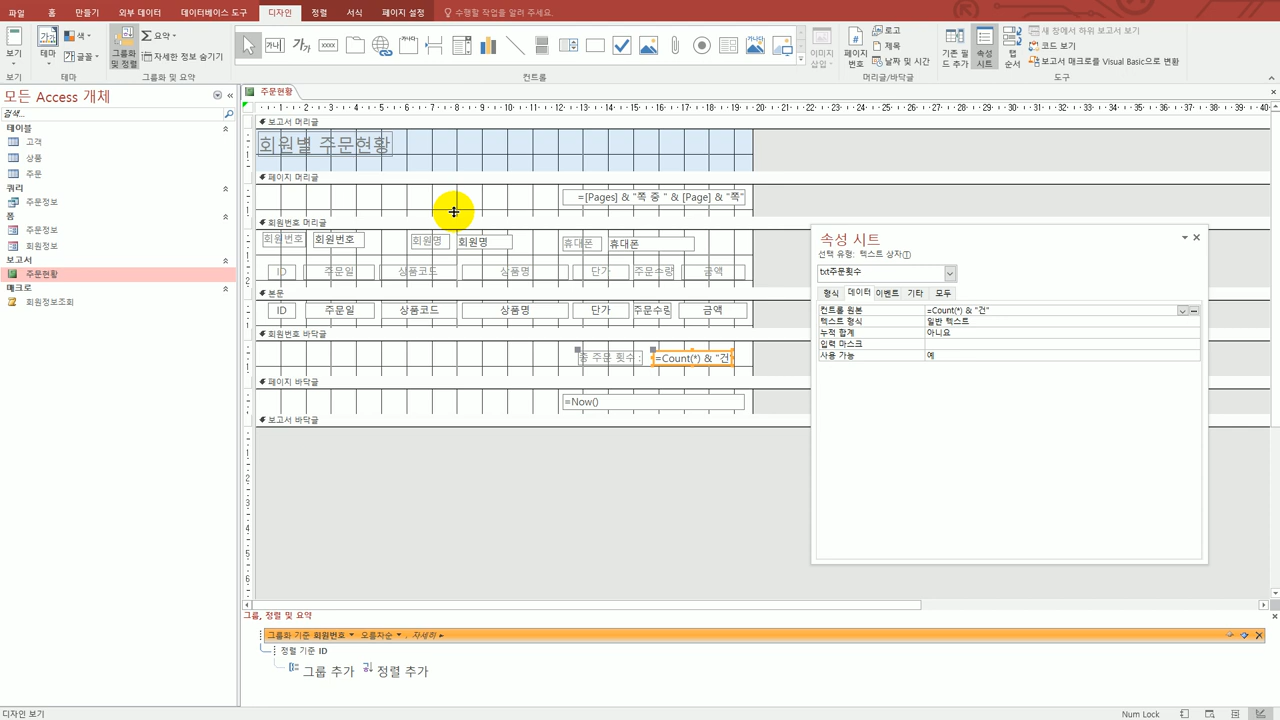 파일 홈 만들기 외부 데이터 데이터베이스 도구 디자인 정렬 서식 페이지 설정 수행할 작업을 알려 주세요.
보기
보기
테마
색
글꼴
테마
그룹화 및 정렬
요약
자세한 정보 숨기기
그룹화 및 요약
가나
가가
xxxx
컨트롤
이미지 삽입
페이지 번호
로고
제목
날짜 및 시간
머리글/바닥글
기존 필드 추가
속성 시트
탭 순서
새 창에서 하위 보고서 보기
코드 보기
보고서 매크로를 Visual Basic으로 변환
도구
모든 Access 개체
검색...
테이블
고객
상품
주문
쿼리
주문정보
폼
주문정보
회원정보
보고서
주문현황
매크로
회원정보조회
주문현황
보고서 머리글
회원별 주문현황
페이지 머리글
=[Pages] & "쪽 중 " & [Page] & "쪽"
회원번호 머리글
회원번호 회원번호 회원명 회원명 휴대폰 휴대폰
ID 주문일 상품코드 상품명 단가 주문수량 금액
본문
ID 주문일 상품코드 상품명 단가 주문수량 금액
회원번호 바닥글
총 주문 횟수 : =Count(*) & "건
페이지 바닥글
=Now()
보고서 바닥글
속성 시트
선택 유형: 텍스트 상자(T)
txt주문횟수
형식 데이터 이벤트 기타 모두
컨트롤 원본 =Count(*) & "건"
텍스트 형식 일반 텍스트
누적 합계 아니요
입력 마스크
사용 가능 예
그룹, 정렬 및 요약
그룹화 기준 회원번호 오름차순 , 자세히
정렬 기준 ID
그룹 추가 정렬 추가
디자인 보기
Num Lock